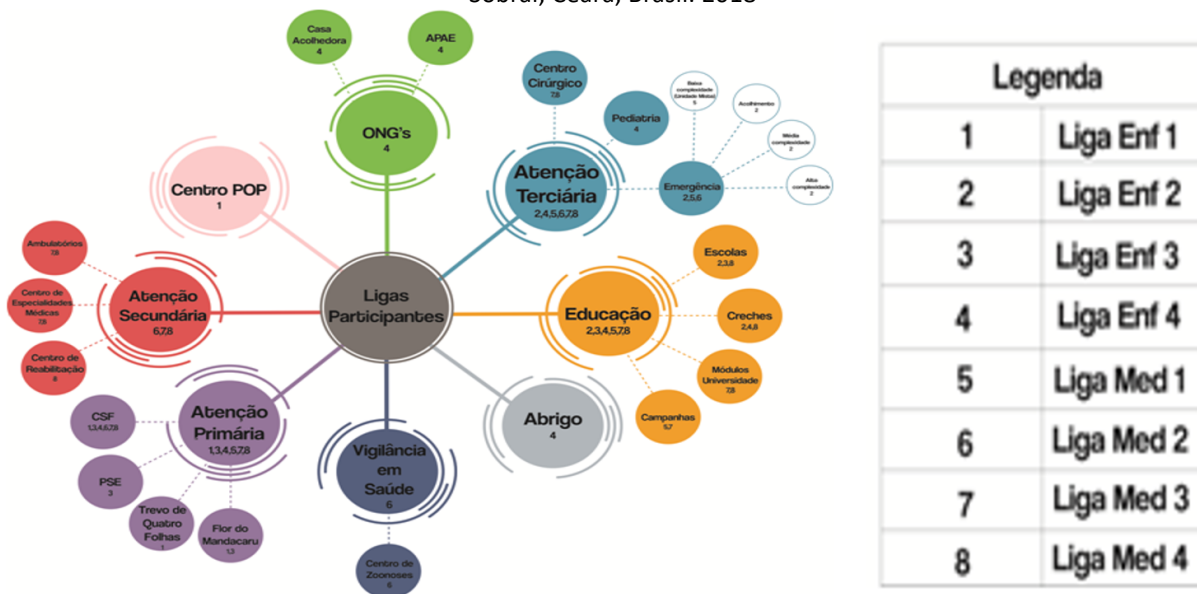 Sobral, Ceará, Brasil. 2018
Casa
Acolhedora
4
APAE
4
ONG's
4
Centro POP
1
Centro
Cirúrgico
7,8
Pediatria
4
Atenção
Terciária
2,4,5,6,7,8
Emergência
2,5,6
Baixa
complexidade
(Unidade Mista)
5
Acolhimento
2
Média
complexidade
2
Alta
complexidade
2
Ambulatórios
7,8
Centro de
Especialidades
Médicas
7,8
Centro de
Reabilitação
8
Atenção
Secundária
6,7,8
Ligas
Participantes
Educação
2,3,4,5,7,8
Escolas
2,3,8
Creches
2,4,8
Módulos
Universidade
7,8
Campanhas
5,7
Abrigo
4
Vigilância
em
Saúde
6
Centro de
Zoonoses
6
Atenção
Primária
1,3,4,5,7,8
CSF
1,3,4,6,7,8
PSE
3
Trevo de
Quatro
Folhas
1
Flor do
Mandacaru
1,3
Legenda
1 Liga Enf 1
2 Liga Enf 2
3 Liga Enf 3
4 Liga Enf 4
5 Liga Med 1
6 Liga Med 2
7 Liga Med 3
8 Liga Med 4